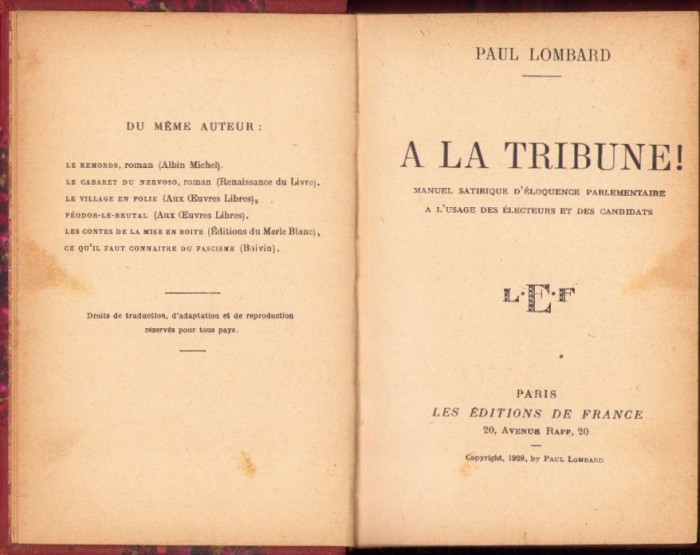 DU MÊME AUTEUR :
LE REMORDS, roman (Albin Michel).
LE CABARET DU NERVOSO, roman (Renaissance du Livre).
LE VILLAGE EN FOLIE (Aux Œuvres Libres).
FÉODOR-LE-BRUTAL (Aux Œuvres Libres).
LES CONTES DE LA MISE EN BOITE (Éditions du Merle Blanc).
CE QU'IL FAUT CONNAITRE DU FASCISME (Boivin).
Droits de traduction, d'adaptation et de reproduction
réservés pour tous pays.
PAUL LOMBARD
A LA TRIBUNE!
MANUEL SATIRIQUE D'ÉLOQUENCE PARLEMENTAIRE
A L'USAGE DES ÉLECTEURS ET DES CANDIDATS
L·E·F
PARIS
LES ÉDITIONS DE FRANCE
20, AVENUE RAPP, 20
Copyright, 1928, by PAUL LOMBARD.